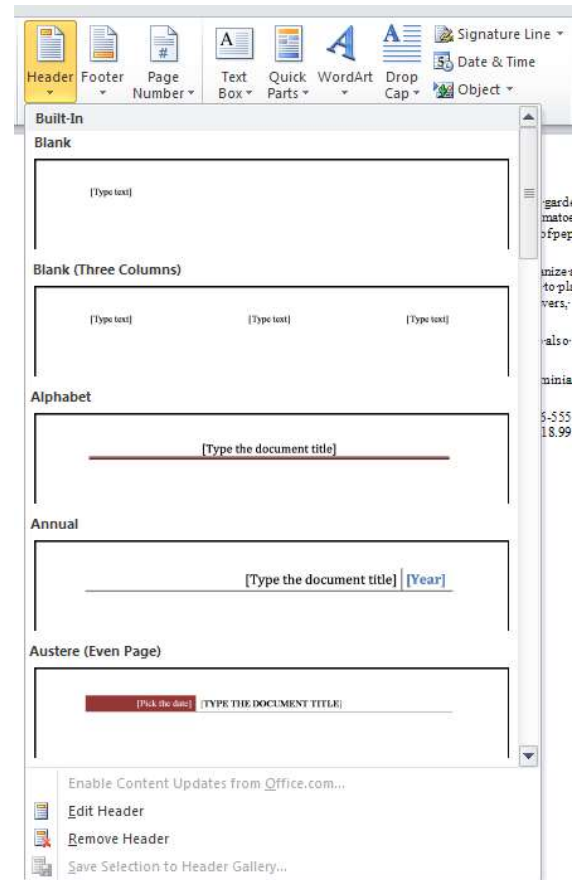 Header Footer Page Number Text Box Quick Parts WordArt Drop Cap
Signature Line
Date & Time
Object
Built-In
Blank
[Type text]
Blank (Three Columns)
[Type text] [Type text] [Type text]
Alphabet
[Type the document title]
Annual
[Type the document title] [Year]
Austere (Even Page)
[Pick the date] [TYPE THE DOCUMENT TITLE]
Enable Content Updates from Office.com...
Edit Header
Remove Header
Save Selection to Header Gallery...
also
18.99